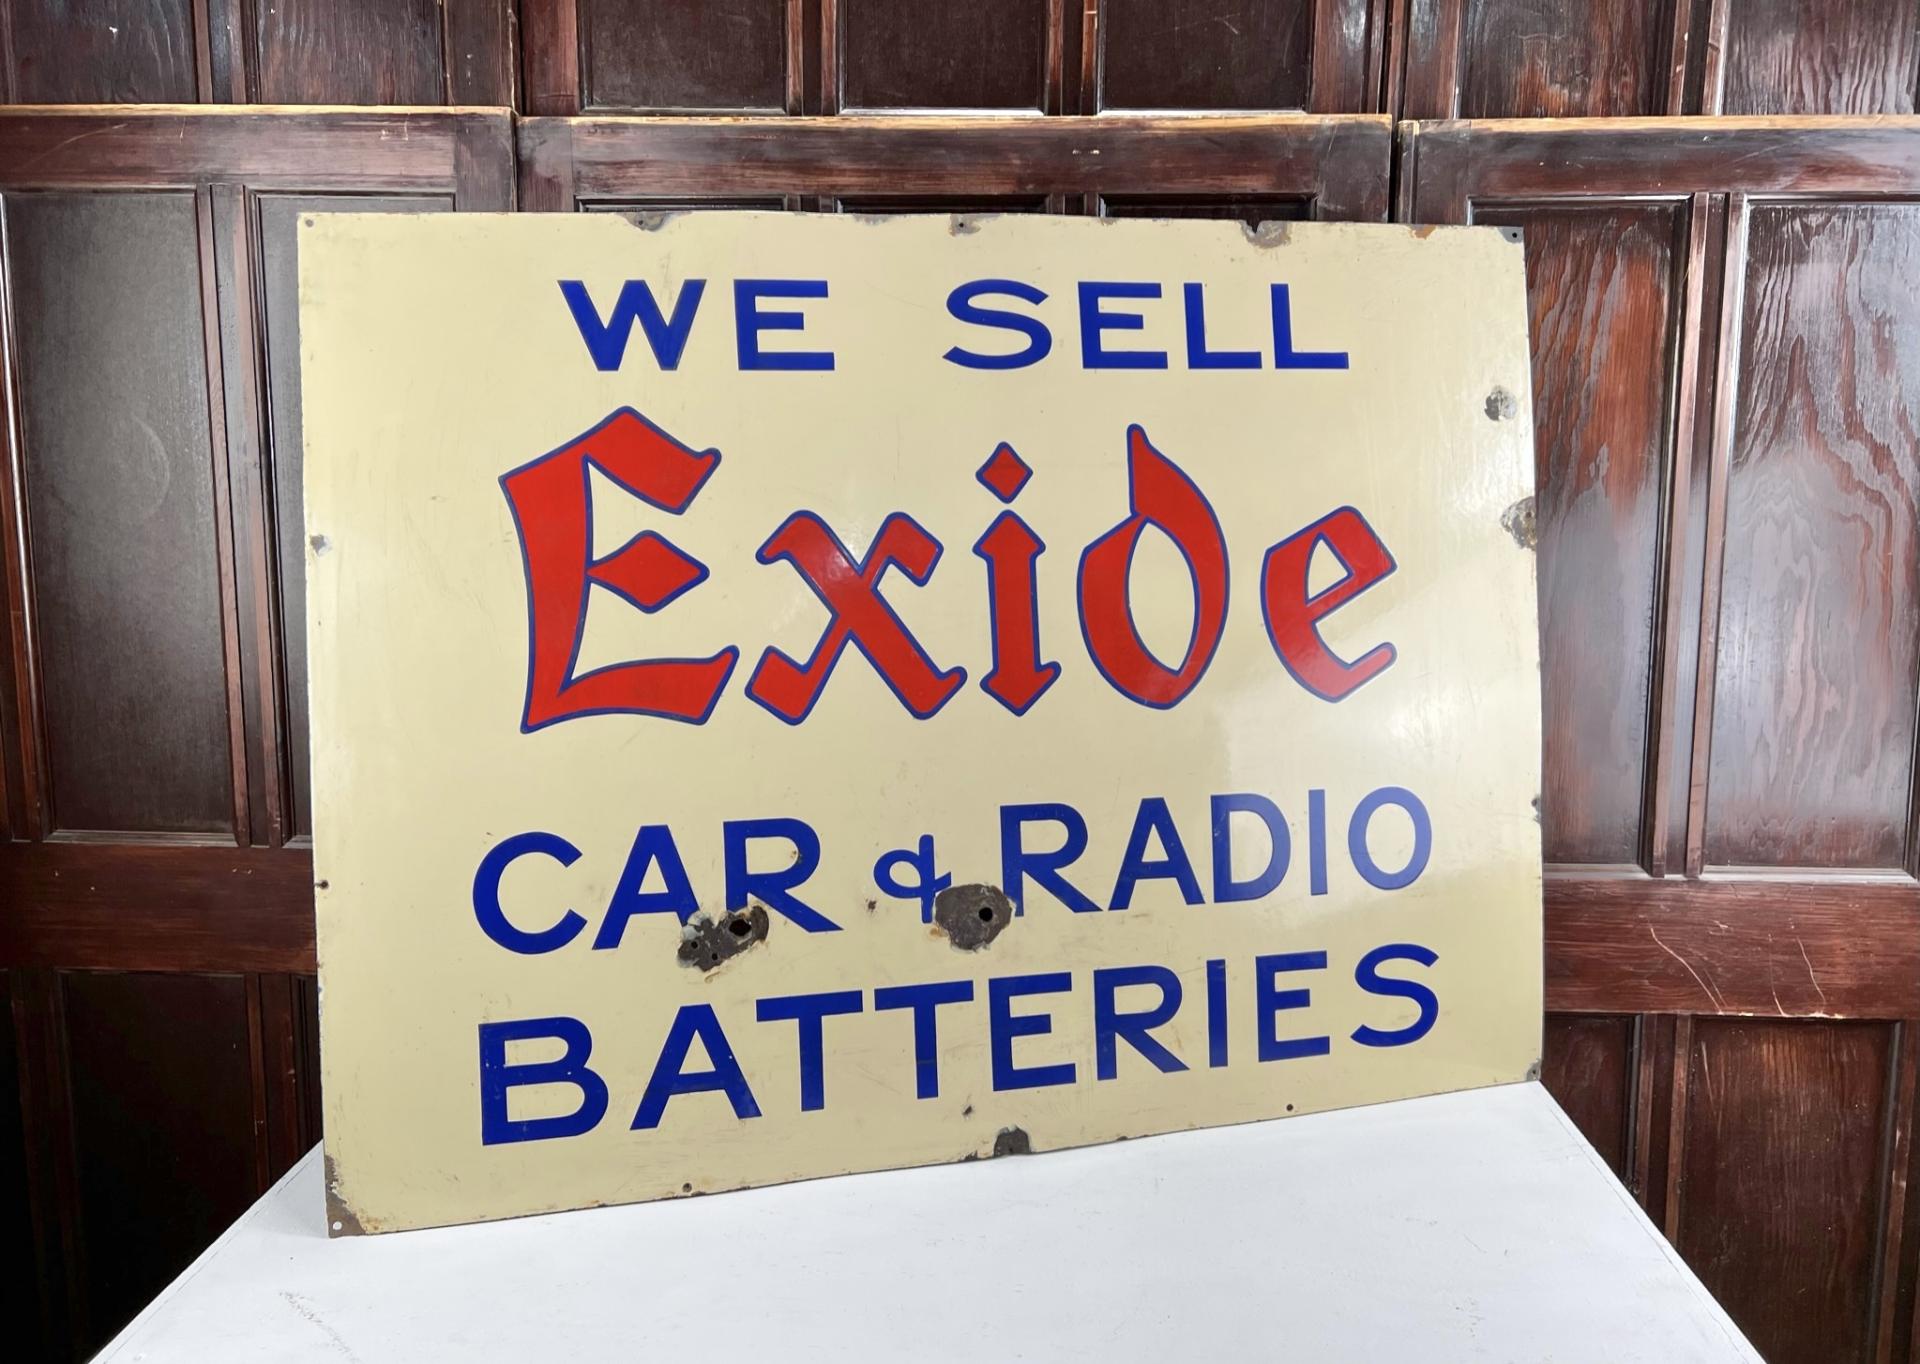 WE SELL
Exide
CAR & RADIO
BATTERIES